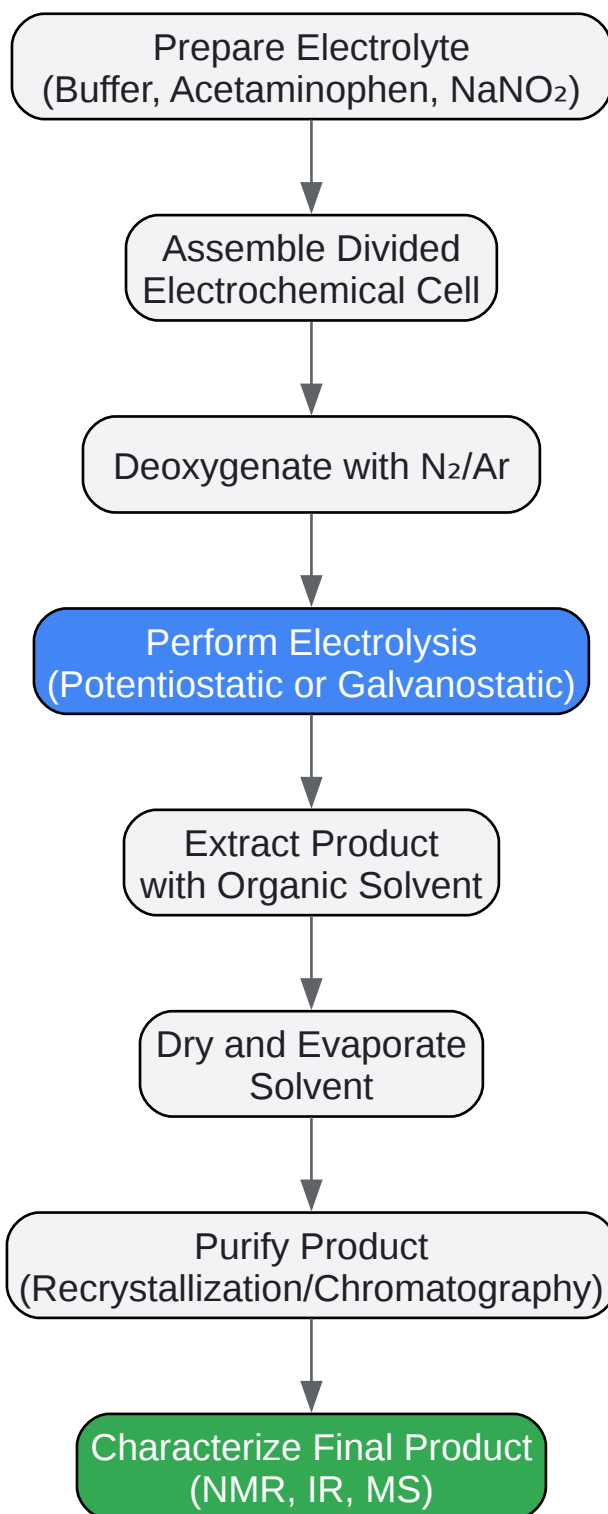 Prepare Electrolyte
(Buffer, Acetaminophen, NaNO₂)
Assemble Divided
Electrochemical Cell
Deoxygenate with N₂/Ar
Perform Electrolysis
(Potentiostatic or Galvanostatic)
Extract Product
with Organic Solvent
Dry and Evaporate
Solvent
Purify Product
(Recrystallization/Chromatography)
Characterize Final Product
(NMR, IR, MS)